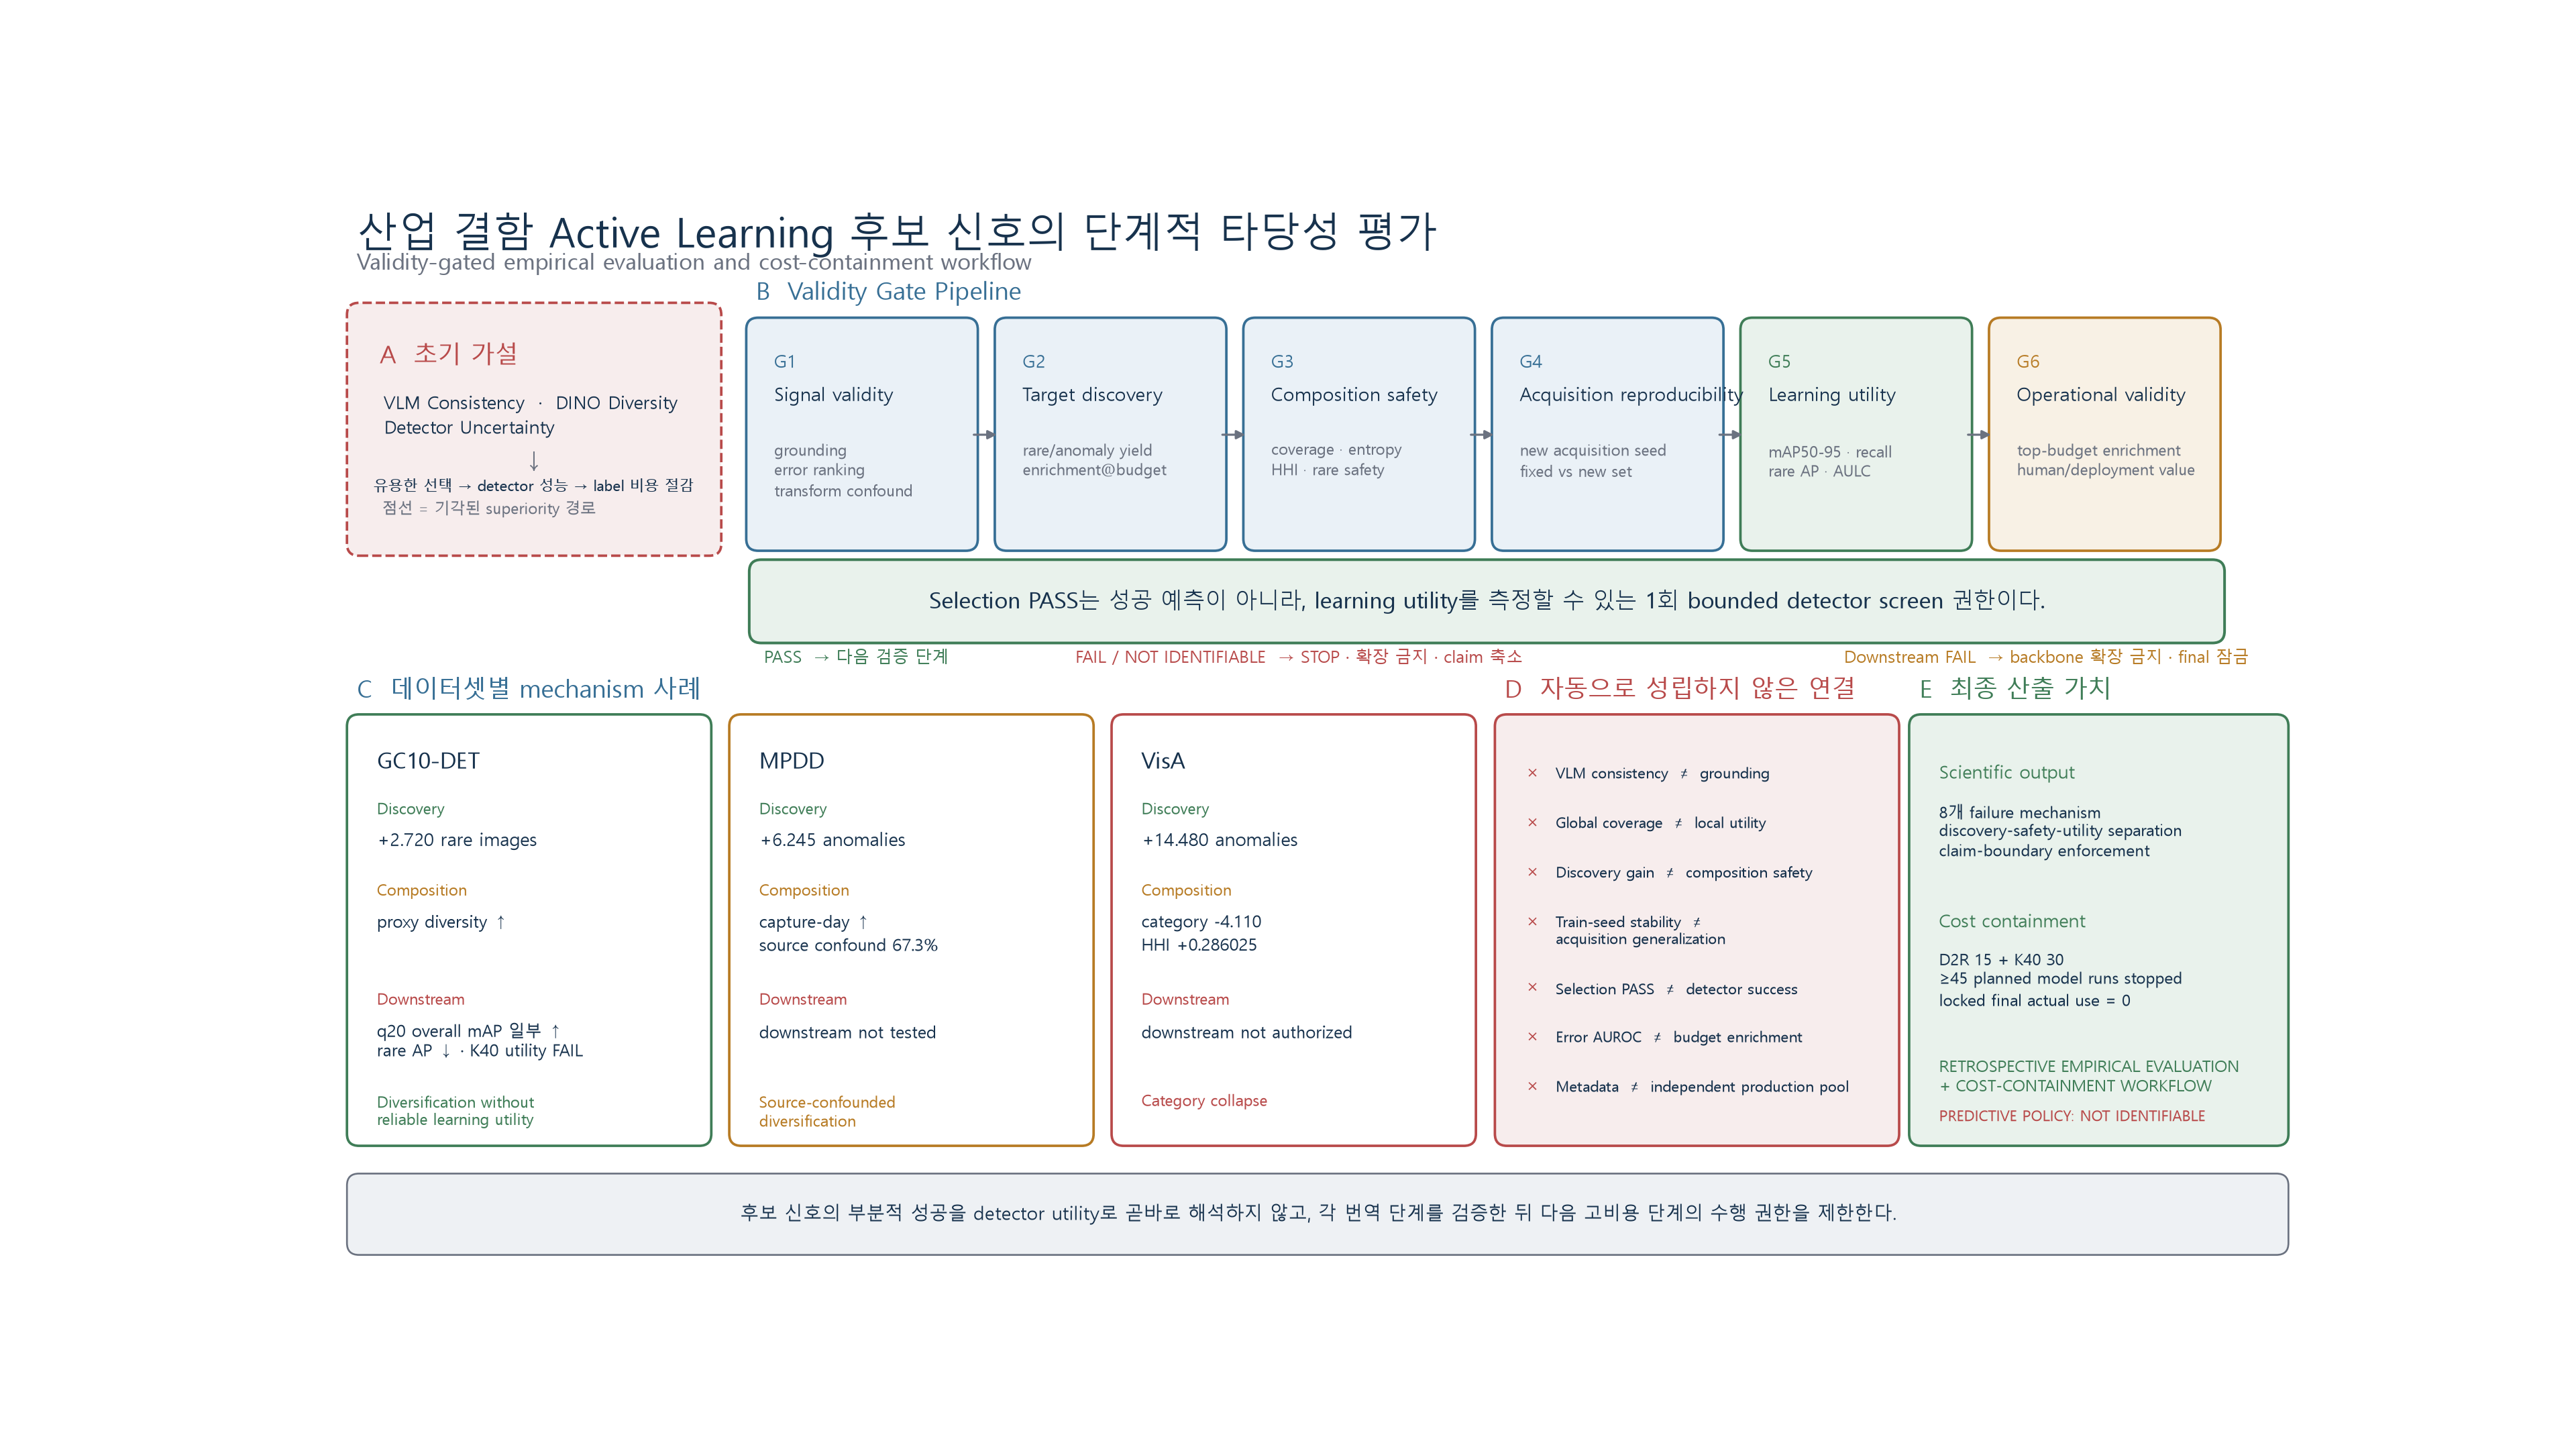 산업 결함 Active Learning 후보 신호의 단계적 타당성 평가
Validity-gated empirical evaluation and cost-containment workflow
A 초기 가설
VLM Consistency · DINO Diversity
Detector Uncertainty
↓
유용한 선택 → detector 성능 → label 비용 절감
점선 = 기각된 superiority 경로
B Validity Gate Pipeline
G1
Signal validity
grounding
error ranking
transform confound
G2
Target discovery
rare/anomaly yield
enrichment@budget
G3
Composition safety
coverage · entropy
HHI · rare safety
G4
Acquisition reproducibility
new acquisition seed
fixed vs new set
G5
Learning utility
mAP50-95 · recall
rare AP · AULC
G6
Operational validity
top-budget enrichment
human/deployment value
Selection PASS는 성공 예측이 아니라, learning utility를 측정할 수 있는 1회 bounded detector screen 권한이다.
PASS → 다음 검증 단계
FAIL / NOT IDENTIFIABLE → STOP · 확장 금지 · claim 축소
Downstream FAIL → backbone 확장 금지 · final 잠금
C 데이터셋별 mechanism 사례
GC10-DET
Discovery
+2.720 rare images
Composition
proxy diversity ↑
Downstream
q20 overall mAP 일부 ↑
rare AP ↓ · K40 utility FAIL
Diversification without
reliable learning utility
MPDD
Discovery
+6.245 anomalies
Composition
capture-day ↑
source confound 67.3%
Downstream
downstream not tested
Source-confounded
diversification
VisA
Discovery
+14.480 anomalies
Composition
category -4.110
HHI +0.286025
Downstream
downstream not authorized
Category collapse
D 자동으로 성립하지 않은 연결
× VLM consistency ≠ grounding
× Global coverage ≠ local utility
× Discovery gain ≠ composition safety
× Train-seed stability ≠
acquisition generalization
× Selection PASS ≠ detector success
× Error AUROC ≠ budget enrichment
× Metadata ≠ independent production pool
E 최종 산출 가치
Scientific output
8개 failure mechanism
discovery-safety-utility separation
claim-boundary enforcement
Cost containment
D2R 15 + K40 30
≥45 planned model runs stopped
locked final actual use = 0
RETROSPECTIVE EMPIRICAL EVALUATION
+ COST-CONTAINMENT WORKFLOW
PREDICTIVE POLICY: NOT IDENTIFIABLE
후보 신호의 부분적 성공을 detector utility로 곧바로 해석하지 않고, 각 번역 단계를 검증한 뒤 다음 고비용 단계의 수행 권한을 제한한다.